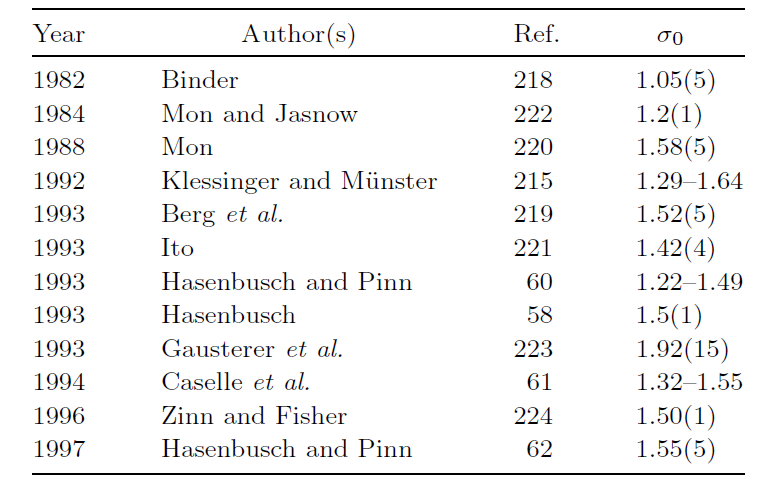 Year Author(s) Ref. σ0
1982 Binder 218 1.05(5)
1984 Mon and Jasnow 222 1.2(1)
1988 Mon 220 1.58(5)
1992 Klessinger and Münster 215 1.29–1.64
1993 Berg et al. 219 1.52(5)
1993 Ito 221 1.42(4)
1993 Hasenbusch and Pinn 60 1.22–1.49
1993 Hasenbusch 58 1.5(1)
1993 Gausterer et al. 223 1.92(15)
1994 Caselle et al. 61 1.32–1.55
1996 Zinn and Fisher 224 1.50(1)
1997 Hasenbusch and Pinn 62 1.55(5)